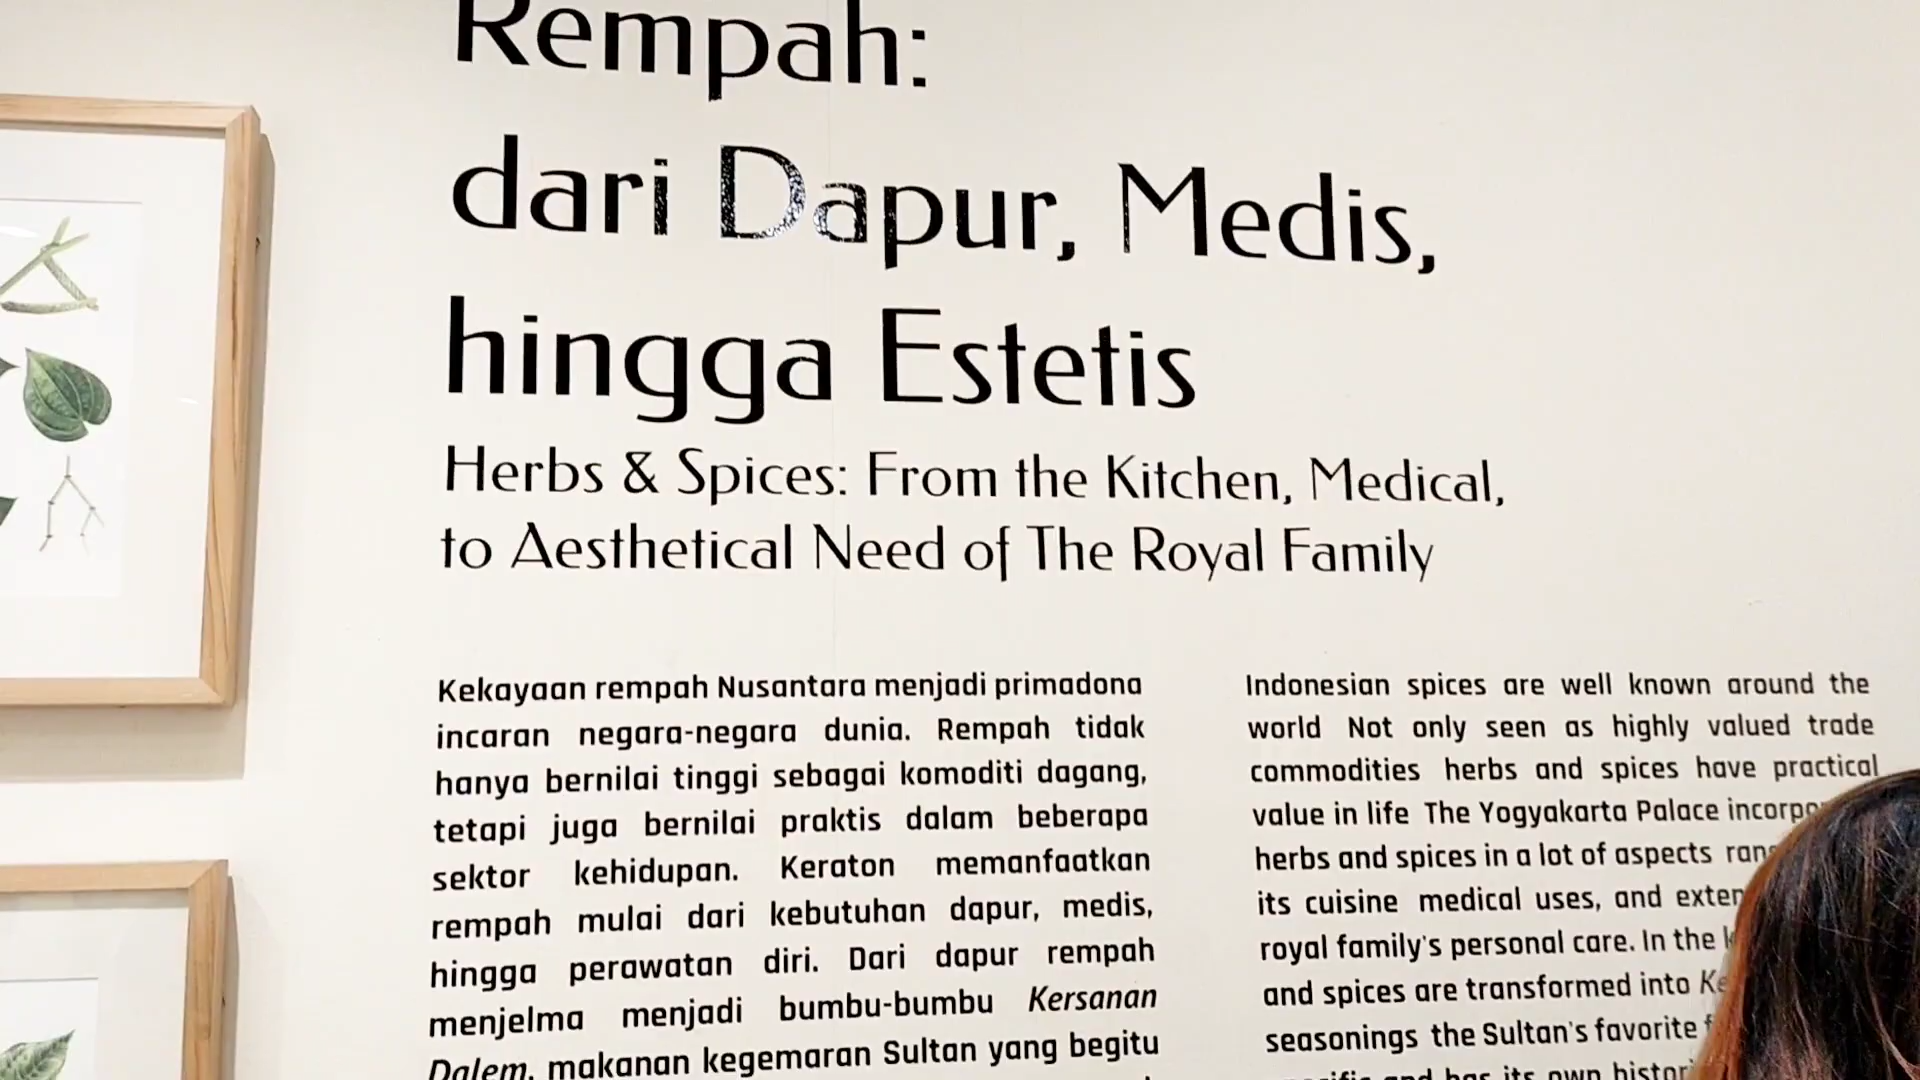 Rempah:
dari Dapur, Medis,
hingga Estetis
Herbs & Spices: From the Kitchen, Medical,
to Aesthetical Need of The Royal Family
Kekayaan rempah Nusantara menjadi primadona
incaran negara-negara dunia. Rempah tidak
hanya bernilai tinggi sebagai komoditi dagang,
tetapi juga bernilai praktis dalam beberapa
sektor kehidupan. Keraton memanfaatkan
rempah mulai dari kebutuhan dapur, medis,
hingga perawatan diri. Dari dapur rempah
menjelma menjadi bumbu-bumbu Kersanan
Dalem, makanan kegemaran Sultan yang begitu
Indonesian spices are well known around the
world Not only seen as highly valued trade
commodities herbs and spices have practical
value in life The Yogyakarta Palace
herbs and spices in a lot of aspects
its cuisine medical uses, and
royal family's personal care. In the
and spices are transformed into
seasonings the Sultan's favorite
and has its own